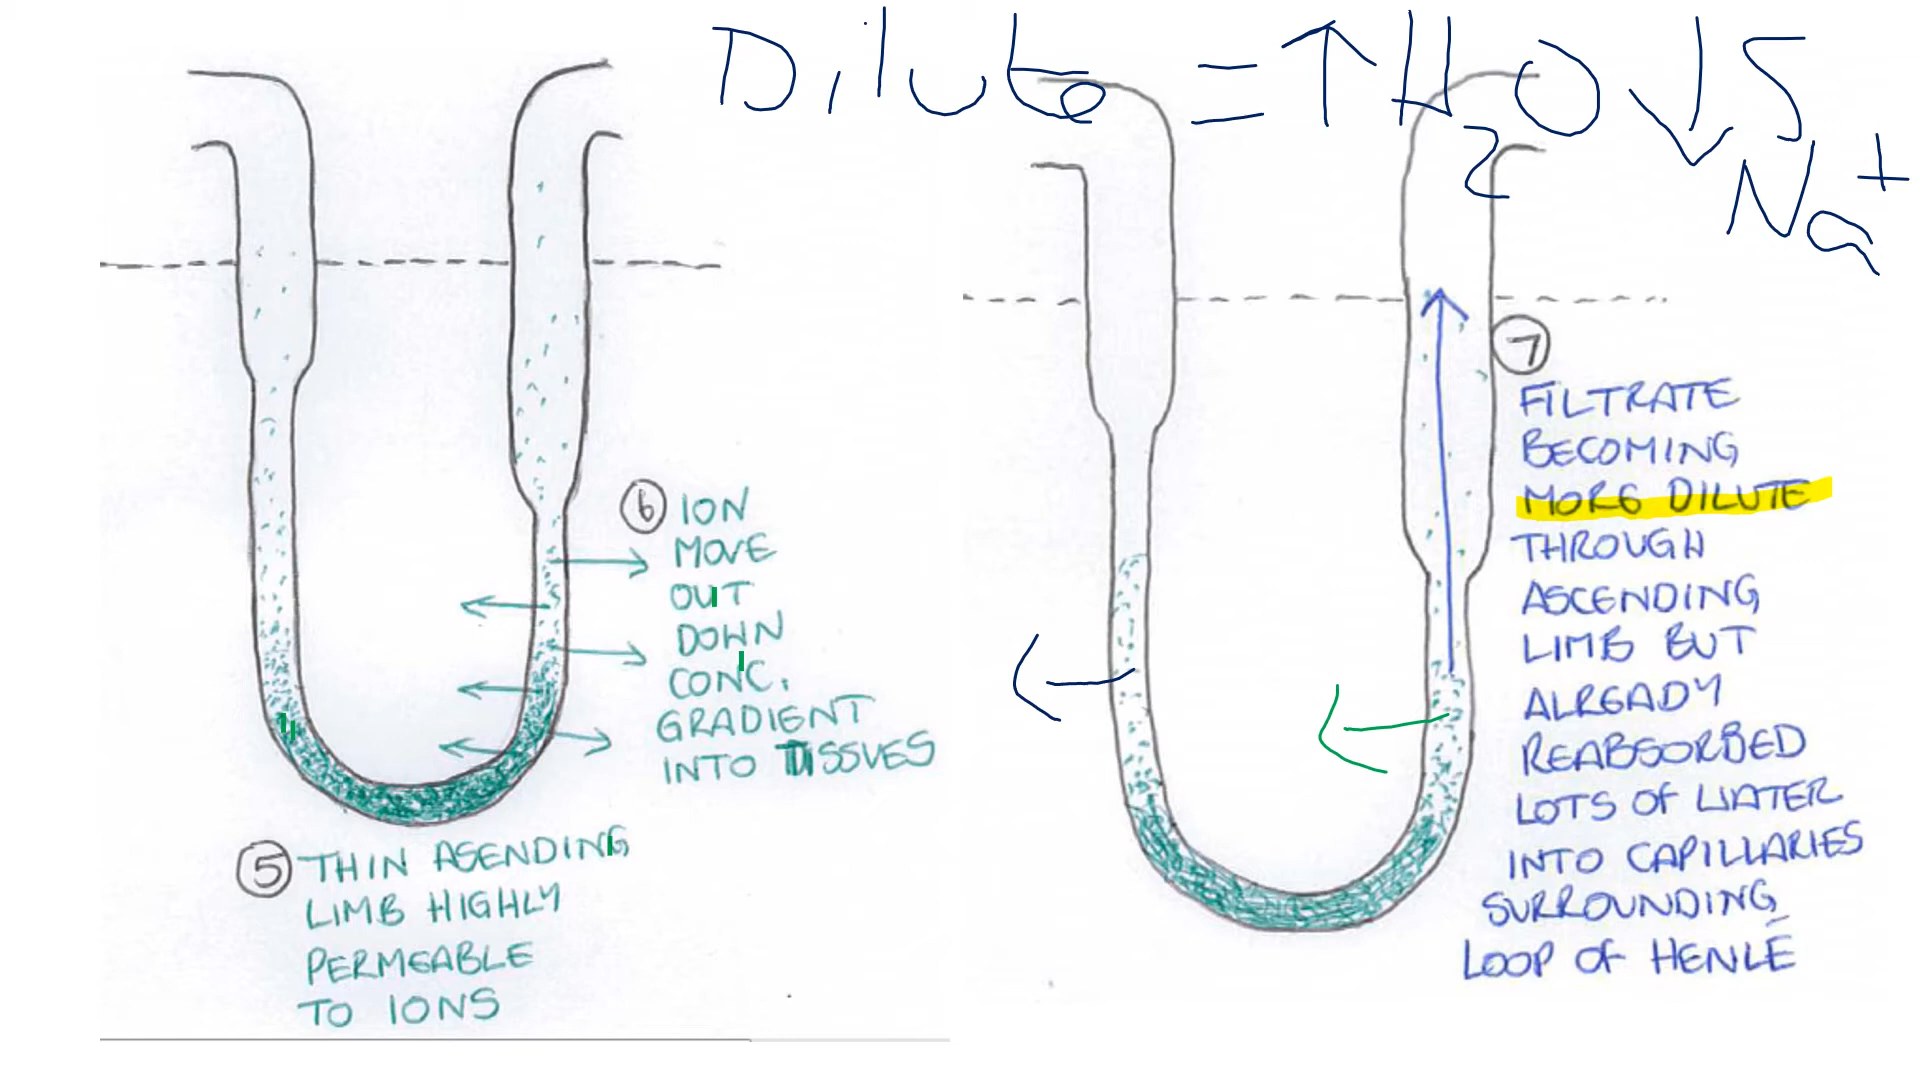 Dilute = ↑ H2O ↓ S
Na+
⑥ ION
MOVE
OUT
DOWN
CONC.
GRADIENT
INTO TISSUES
⑤ THIN ASENDING
LIMB HIGHLY
PERMEABLE
TO IONS
⑦
FILTRATE
BECOMING
MORE DILUTE
THROUGH
ASCENDING
LIMB BUT
ALREADY
REABSORBED
LOTS OF WATER
INTO CAPILLARIES
SURROUNDING
LOOP OF HENLE